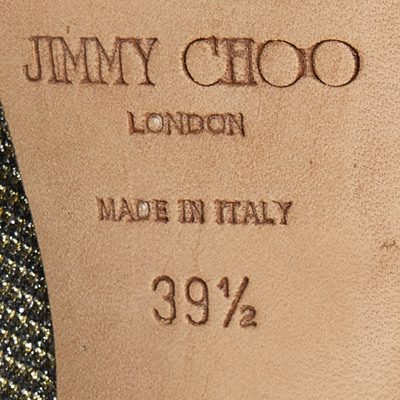 JIMMY CHOO
LONDON
MADE IN ITALY
39½